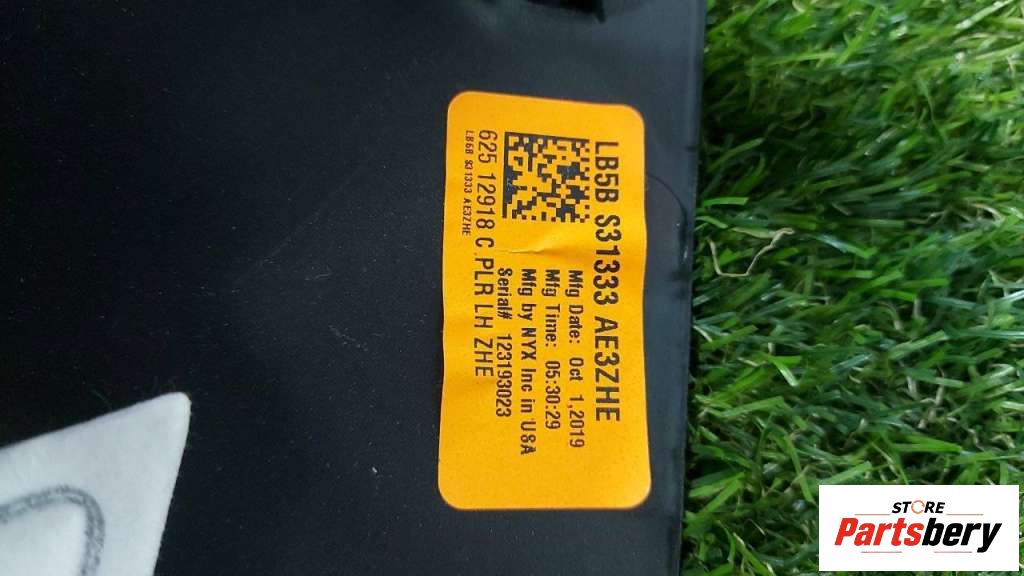 LB5B S31333 AE3ZHE
Mfg Date: Oct 1,2019
Mfg Time: 05:30:29
Mfg by NYX Inc in USA
Serial# 123193023
625 12918 C.PLR LH ZHE
LB5B S31333 AE3ZHE
STORE
Partsbery